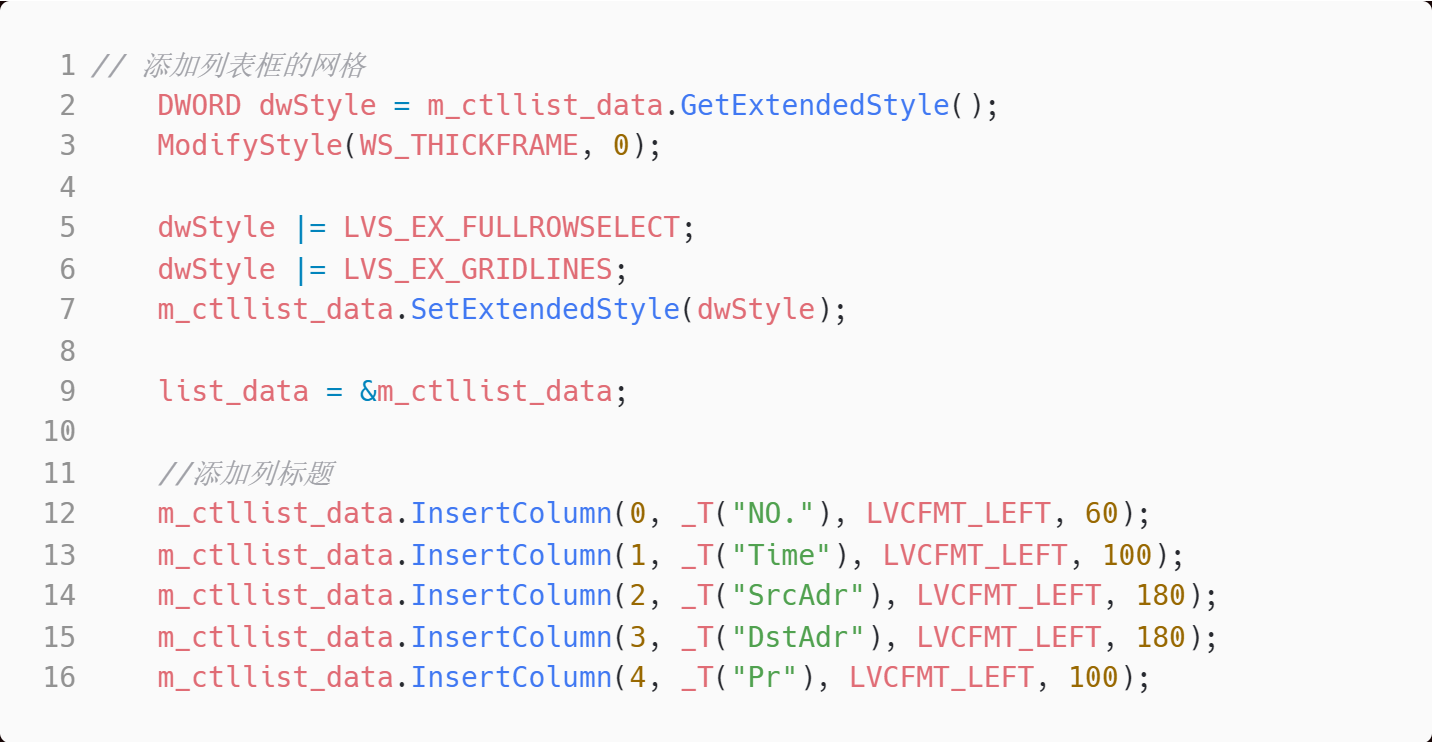 1 // 添加列表框的网格
2     DWORD dwStyle = m_ctllist_data.GetExtendedStyle();
3     ModifyStyle(WS_THICKFRAME, 0);
4
5     dwStyle |= LVS_EX_FULLROWSELECT;
6     dwStyle |= LVS_EX_GRIDLINES;
7     m_ctllist_data.SetExtendedStyle(dwStyle);
8
9     list_data = &m_ctllist_data;
10
11     //添加列标题
12     m_ctllist_data.InsertColumn(0, _T("NO."), LVCFMT_LEFT, 60);
13     m_ctllist_data.InsertColumn(1, _T("Time"), LVCFMT_LEFT, 100);
14     m_ctllist_data.InsertColumn(2, _T("SrcAdr"), LVCFMT_LEFT, 180);
15     m_ctllist_data.InsertColumn(3, _T("DstAdr"), LVCFMT_LEFT, 180);
16     m_ctllist_data.InsertColumn(4, _T("Pr"), LVCFMT_LEFT, 100);